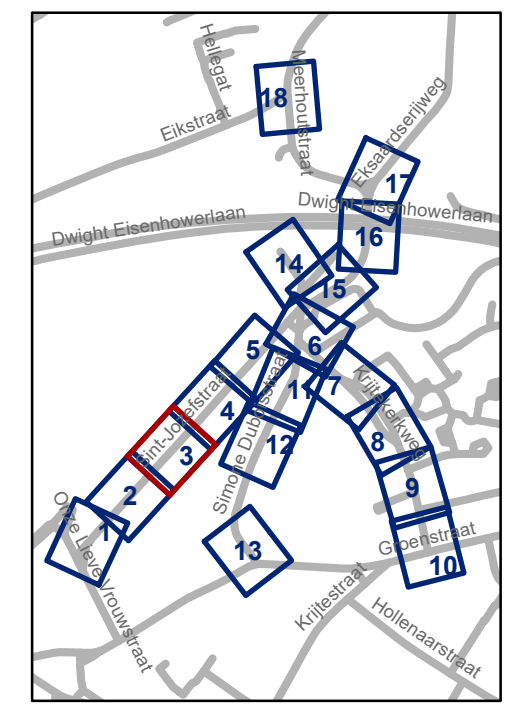 Hellegat
Meerhoutstraat
18
Eikstraat
Eksaardserijweg
17
Dwight Eisenhowerlaan
Dwight Eisenhowerlaan
16
14
15
5
6
Sint-Jozefstraat
Simone Duboisstraat
11
7
Krijtekerkweg
4
12
8
3
2
9
Onze Lieve Vrouwstraat
1
13
Groenstraat
10
Krijtestraat
Hollenaarstraat